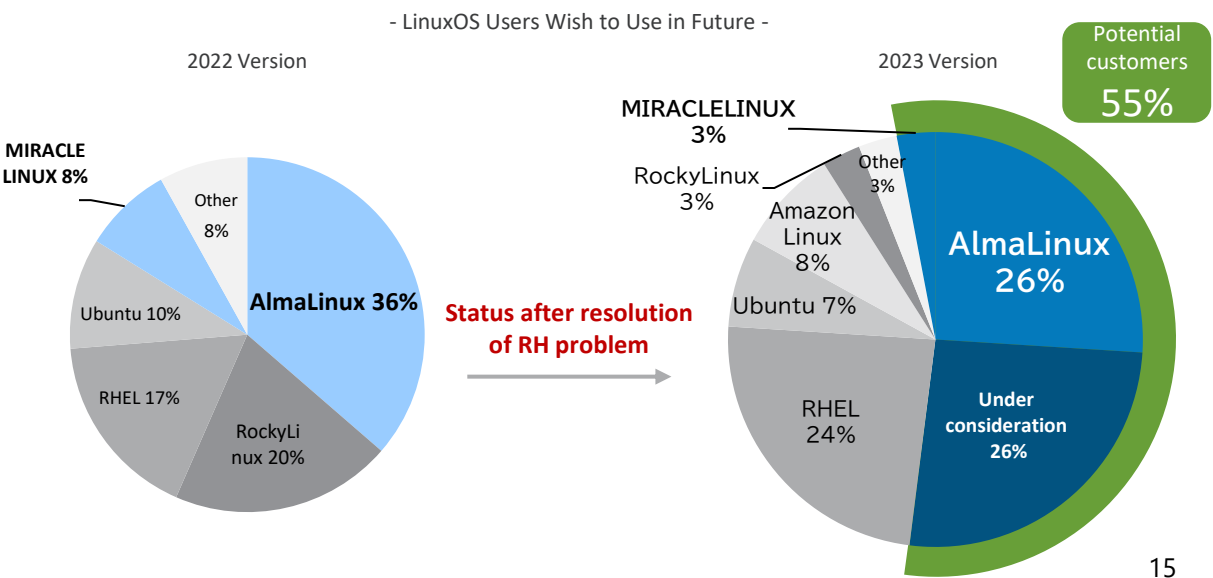 - LinuxOS Users Wish to Use in Future -
2022 Version
MIRACLE
LINUX 8%
Other
8%
Ubuntu 10%
AlmaLinux 36%
RHEL 17%
RockyLi
nux 20%
Status after resolution
of RH problem
2023 Version
Potential
customers
55%
MIRACLELINUX
3%
RockyLinux
3%
Other
3%
Amazon
Linux
8%
AlmaLinux
26%
Ubuntu 7%
RHEL
24%
Under
consideration
26%
15